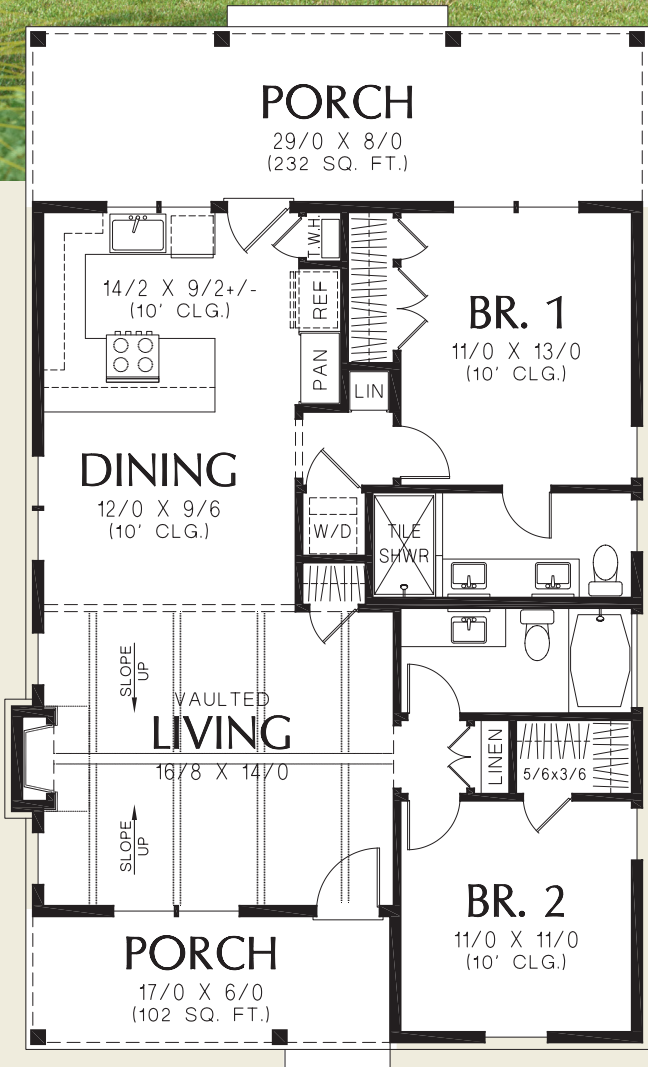 PORCH
29/0 X 8/0
(232 SQ. FT.)
T.W.H.
14/2 X 9/2+/-
(10' CLG.)
REF
PAN
BR. 1
11/0 X 13/0
(10' CLG.)
LIN
DINING
12/0 X 9/6
(10' CLG.)
W/D
TILE
SHWR
SLOPE
UP
VAULTED
LIVING
16/8 X 14/0
LINEN
5/6x3/6
SLOPE
UP
BR. 2
11/0 X 11/0
(10' CLG.)
PORCH
17/0 X 6/0
(102 SQ. FT.)